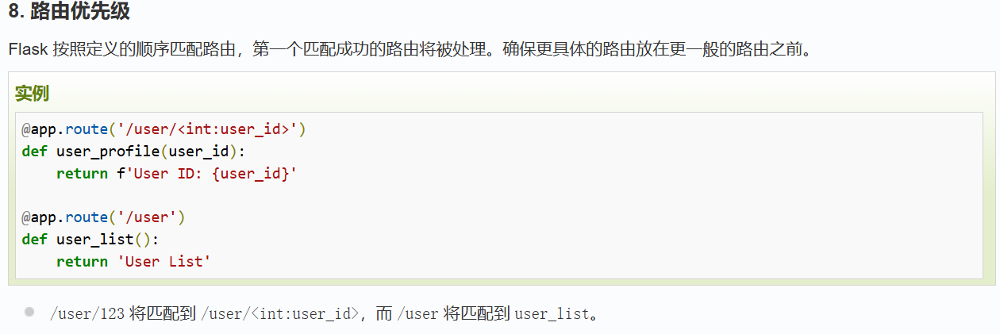 8. 路由优先级
Flask 按照定义的顺序匹配路由，第一个匹配成功的路由将被处理。确保更具体的路由放在更一般的路由之前。
实例
@app.route('/user/<int:user_id>')
def user_profile(user_id):
    return f'User ID: {user_id}'
@app.route('/user')
def user_list():
    return 'User List'
/user/123 将匹配到 /user/<int:user_id>，而 /user 将匹配到 user_list。